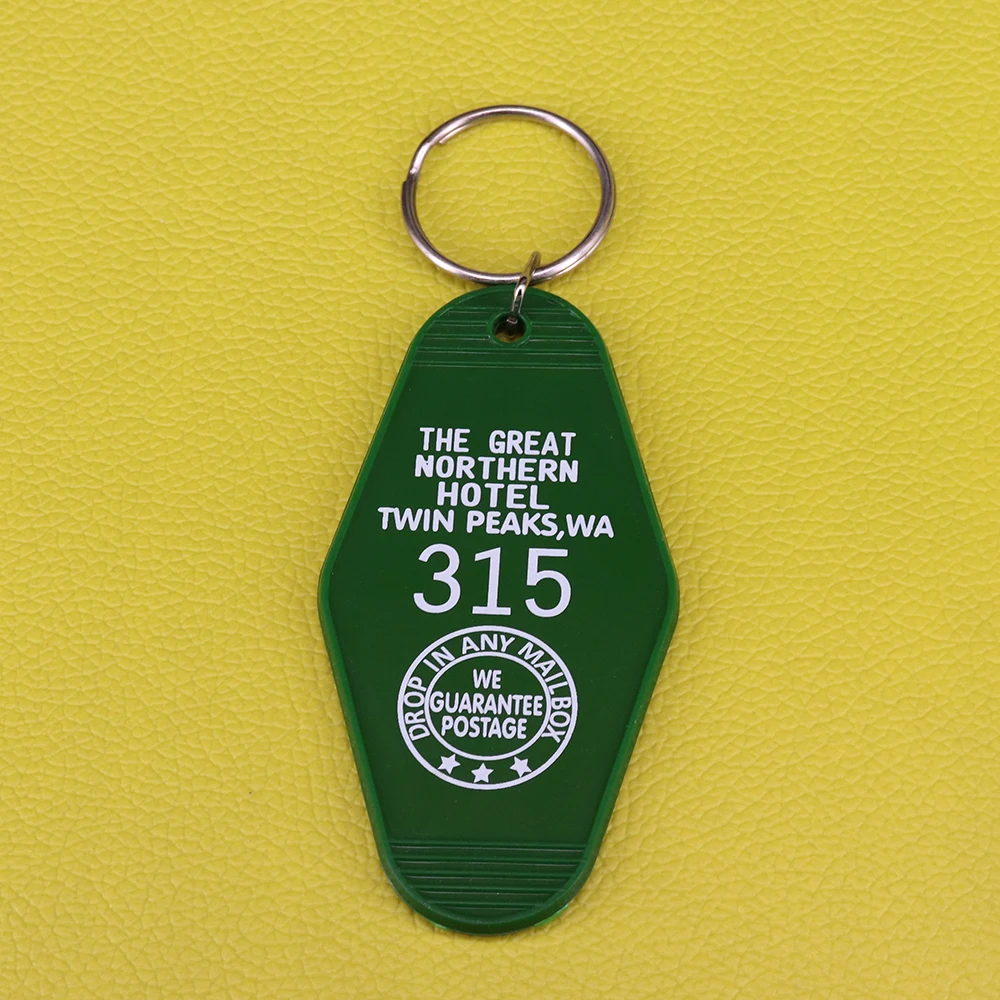 THE GREAT
NORTHERN
HOTEL
TWIN PEAKS,WA
315
DROP IN ANY MAILBOX
WE
GUARANTEE
POSTAGE